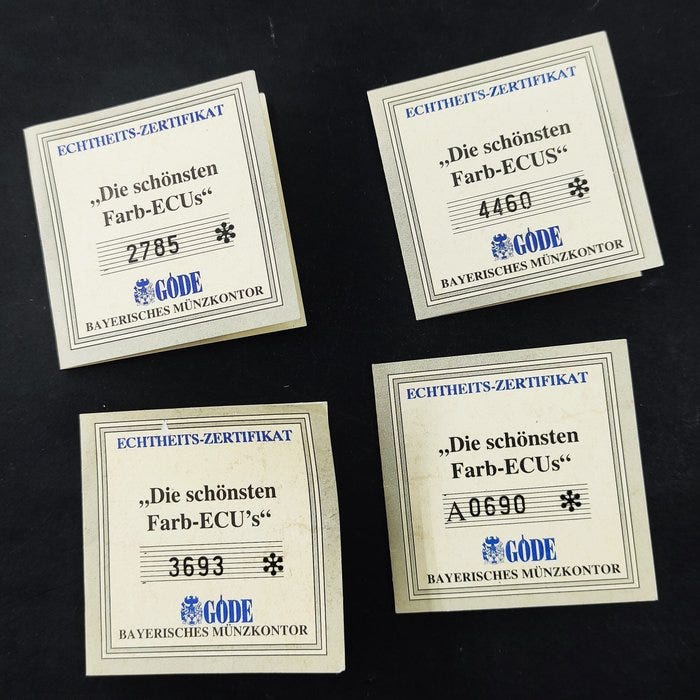 ECHTHEITS-ZERTIFIKAT
„Die schönsten
Farb-ECUs“
2785 *
GÖDE
BAYERISCHES MÜNZKONTOR
ECHTHEITS-ZERTIFIKAT
„Die schönsten
Farb-ECUS“
4460 *
GÖDE
BAYERISCHES MÜNZKONTOR
ECHTHEITS-ZERTIFIKAT
„Die schönsten
Farb-ECU’s“
3693 *
GÖDE
BAYERISCHES MÜNZKONTOR
ECHTHEITS-ZERTIFIKAT
„Die schönsten
Farb-ECUs“
A0690 *
GÖDE
BAYERISCHES MÜNZKONTOR